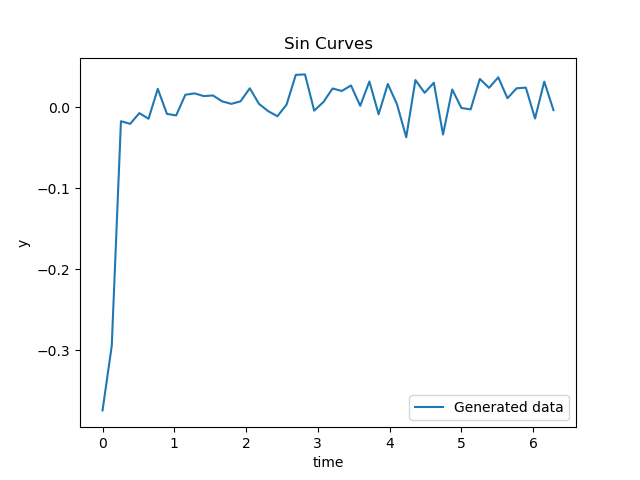 Sin Curves
0.0
−0.1
−0.2
−0.3
y
0 1 2 3 4 5 6
time
Generated data